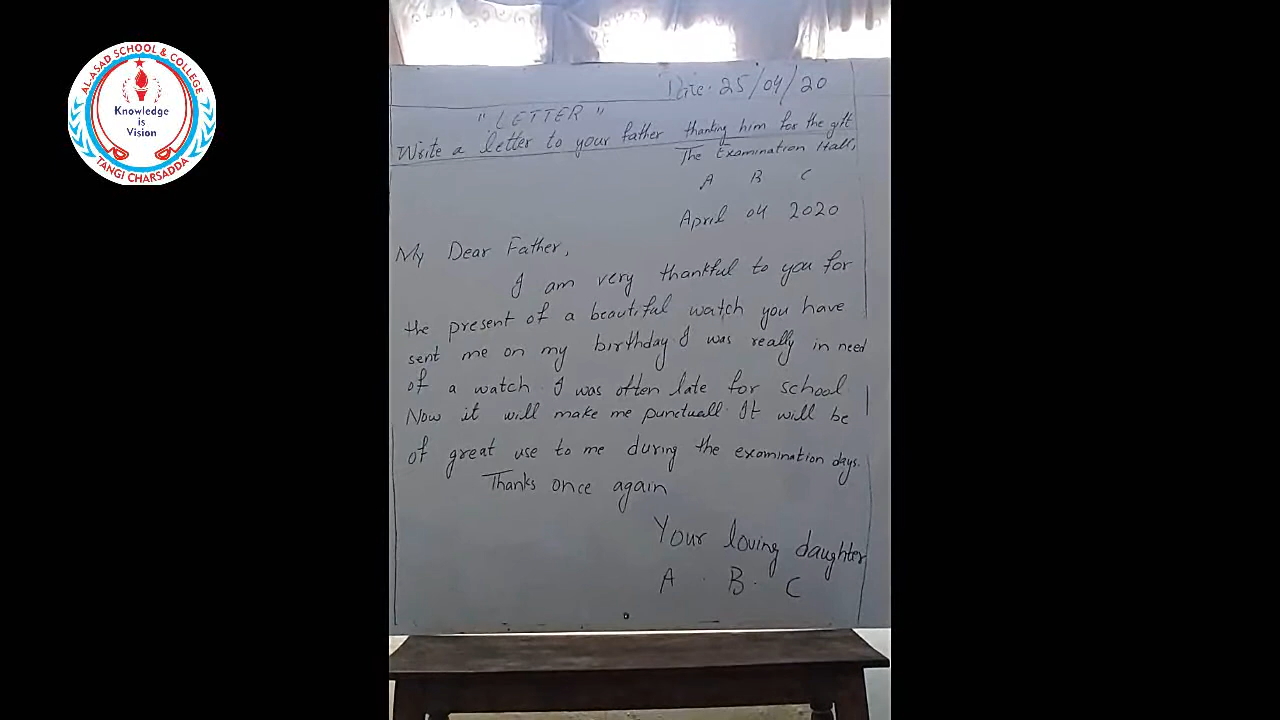 AL-ASAD SCHOOL & COLLEGE
Knowledge
is
Vision
TANGI CHARSADDA
Date: 25/04/20
"LETTER"
Write a letter to your father thanking him for the gift
The Examination Hall,
A B C
April 04 2020
My Dear Father,
I am very thankful to you for
the present of a beautiful watch you have
sent me on my birthday I was really in need
of a watch. I was often late for school.
Now it will make me punctuall. It will be
of great use to me during the examination days.
Thanks once again
Your loving daughter
A . B . C